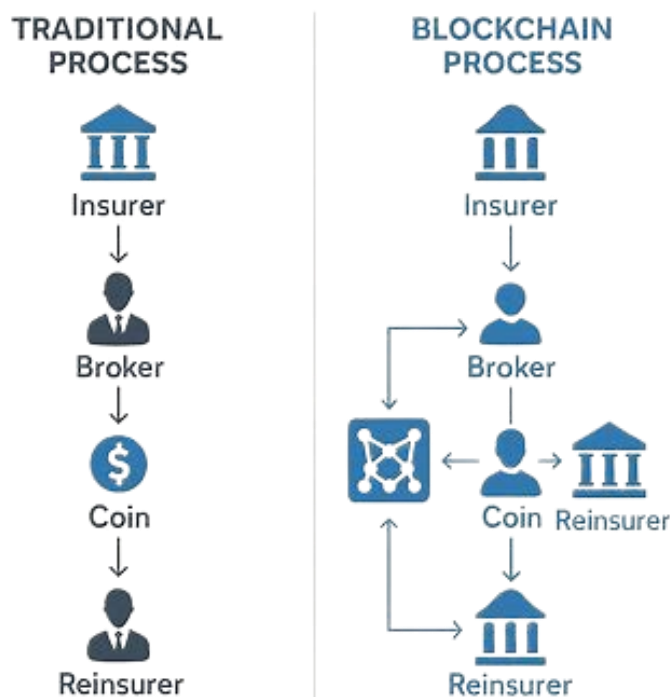 TRADITIONAL
PROCESS
Insurer
Broker
$
Coin
Reinsurer
BLOCKCHAIN
PROCESS
Insurer
Broker
Coin
Reinsurer
Reinsurer